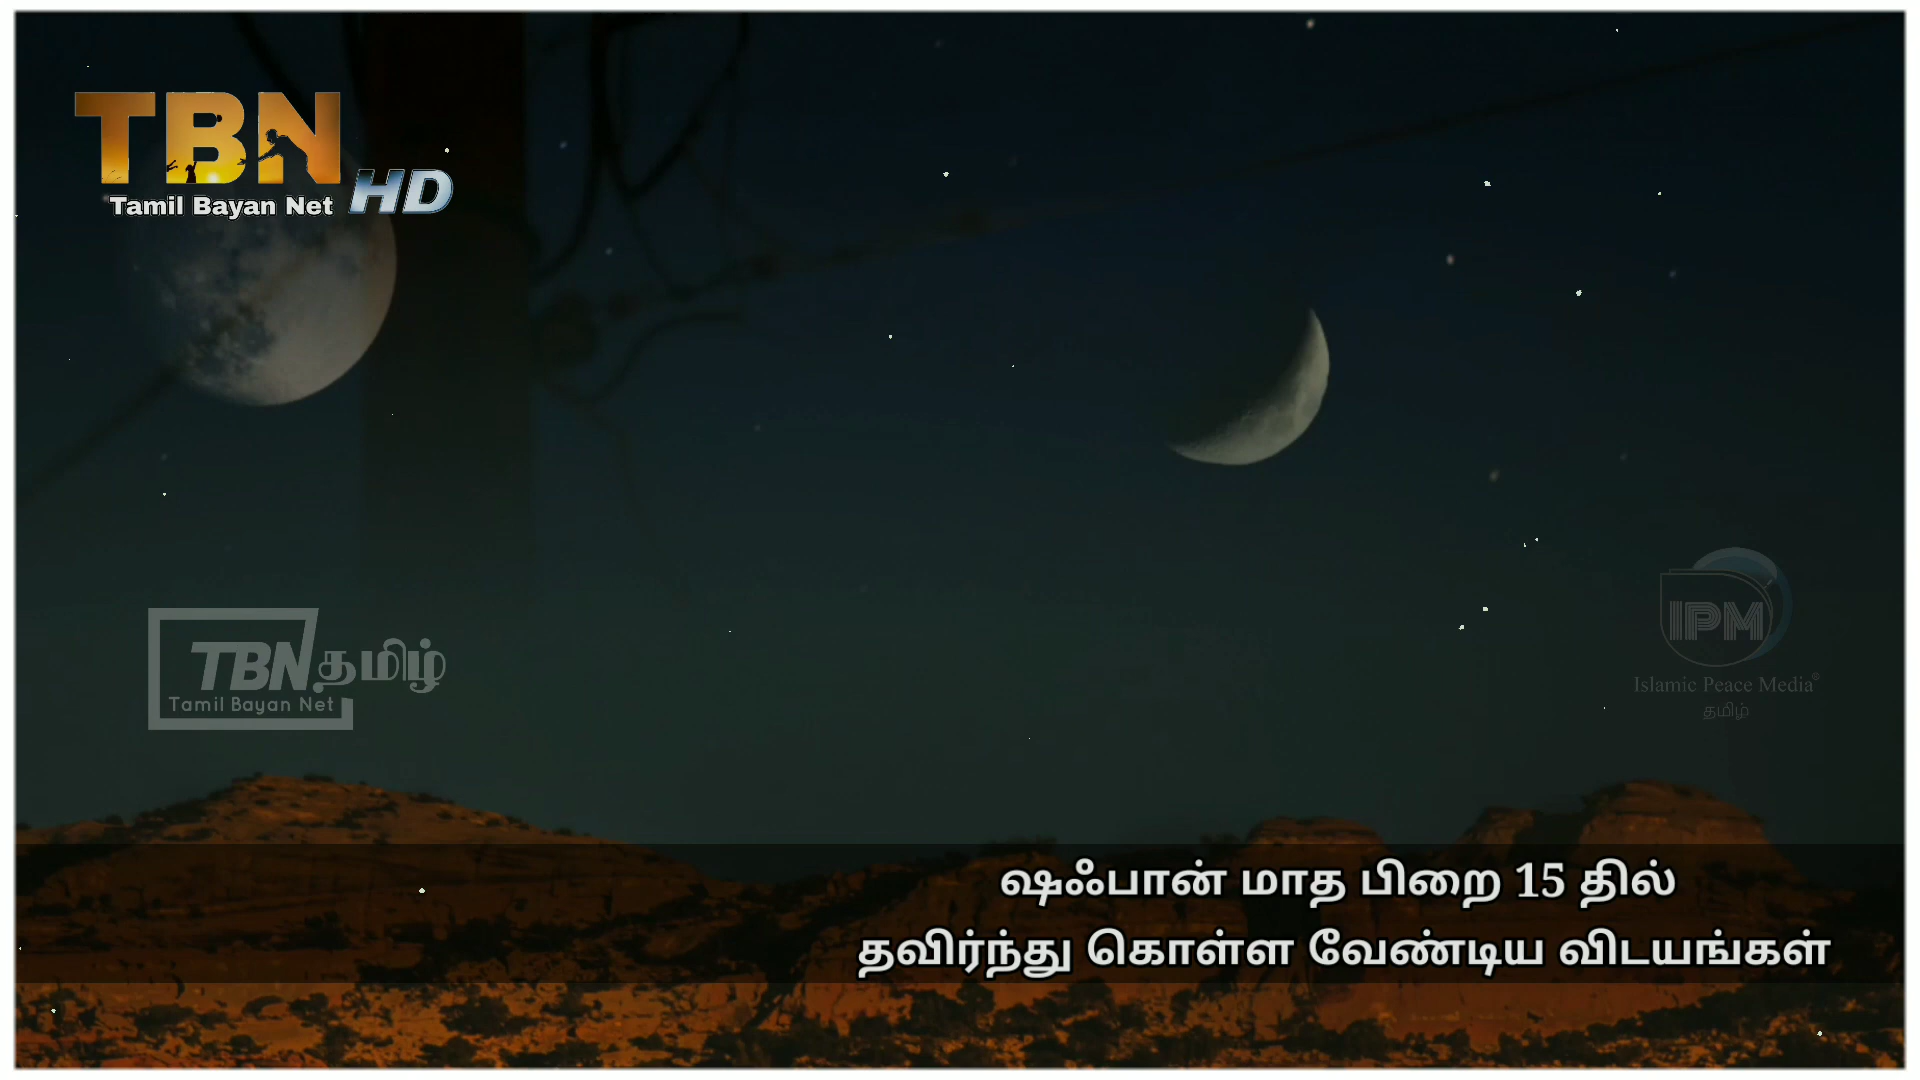 TBN HD
Tamil Bayan Net
TBN தமிழ்
Tamil Bayan Net
IPM
Islamic Peace Media®
தமிழ்
ஷஃபான் மாத பிறை 15 தில்
தவிர்ந்து கொள்ள வேண்டிய விடயங்கள்